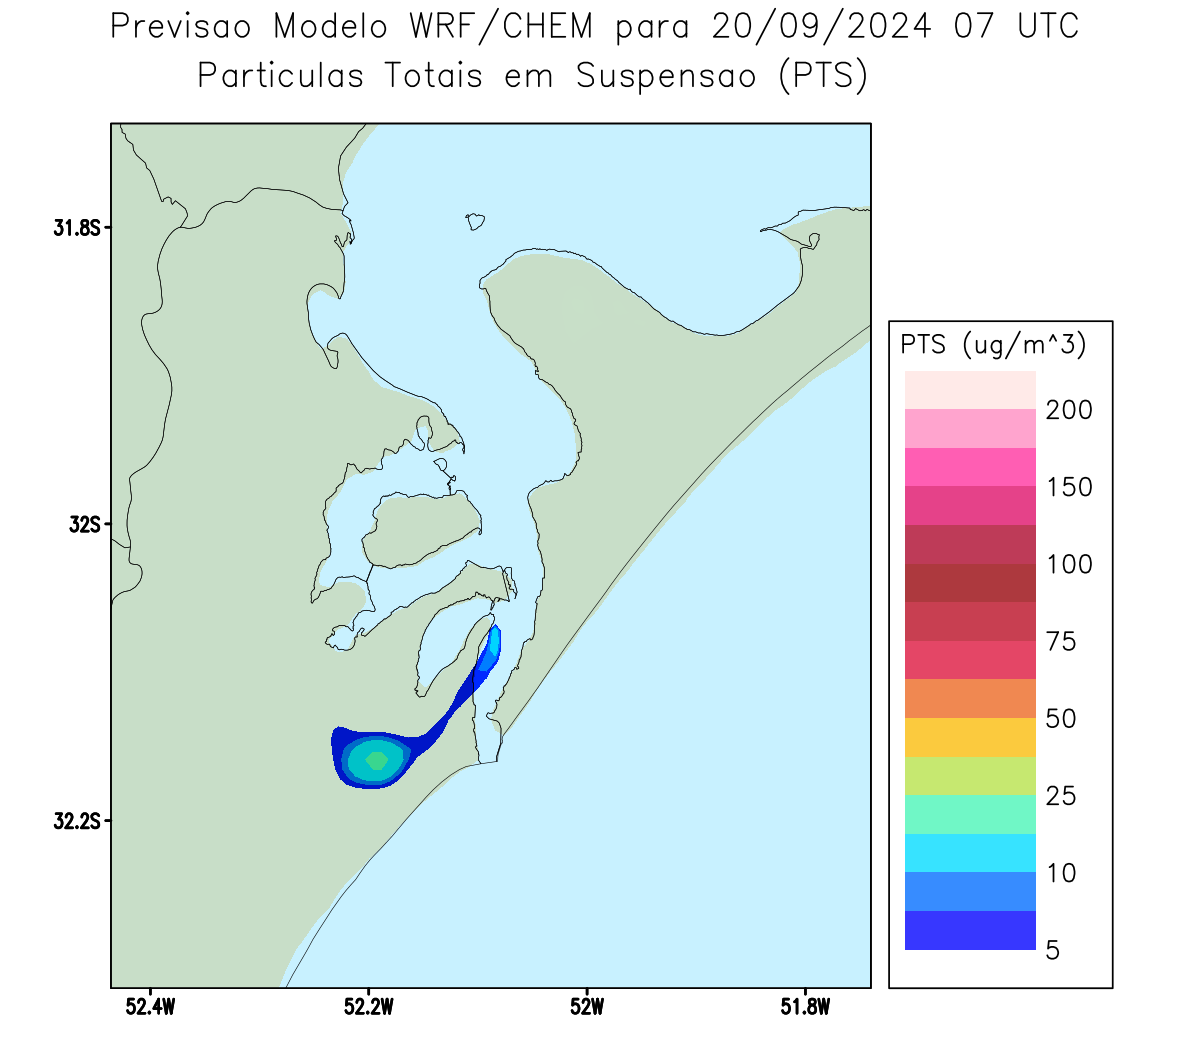 Previsao Modelo WRF/CHEM para 20/09/2024 07 UTC
Particulas Totais em Suspensao (PTS)
31.8S
32S
32.2S
52.4W
52.2W
52W
51.8W
PTS (ug/m^3)
200
150
100
75
50
25
10
5